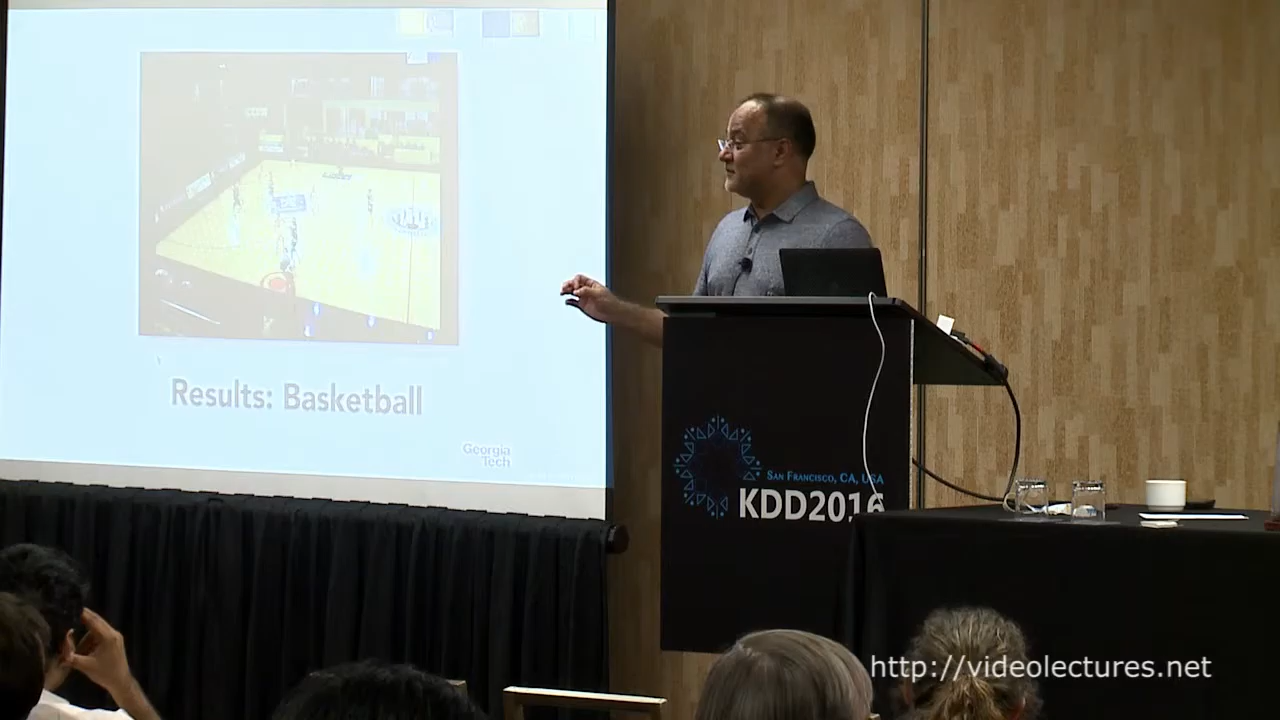 Results: Basketball
Georgia
Tech
SAN FRANCISCO, CA, USA
KDD2016
http://videolectures.net